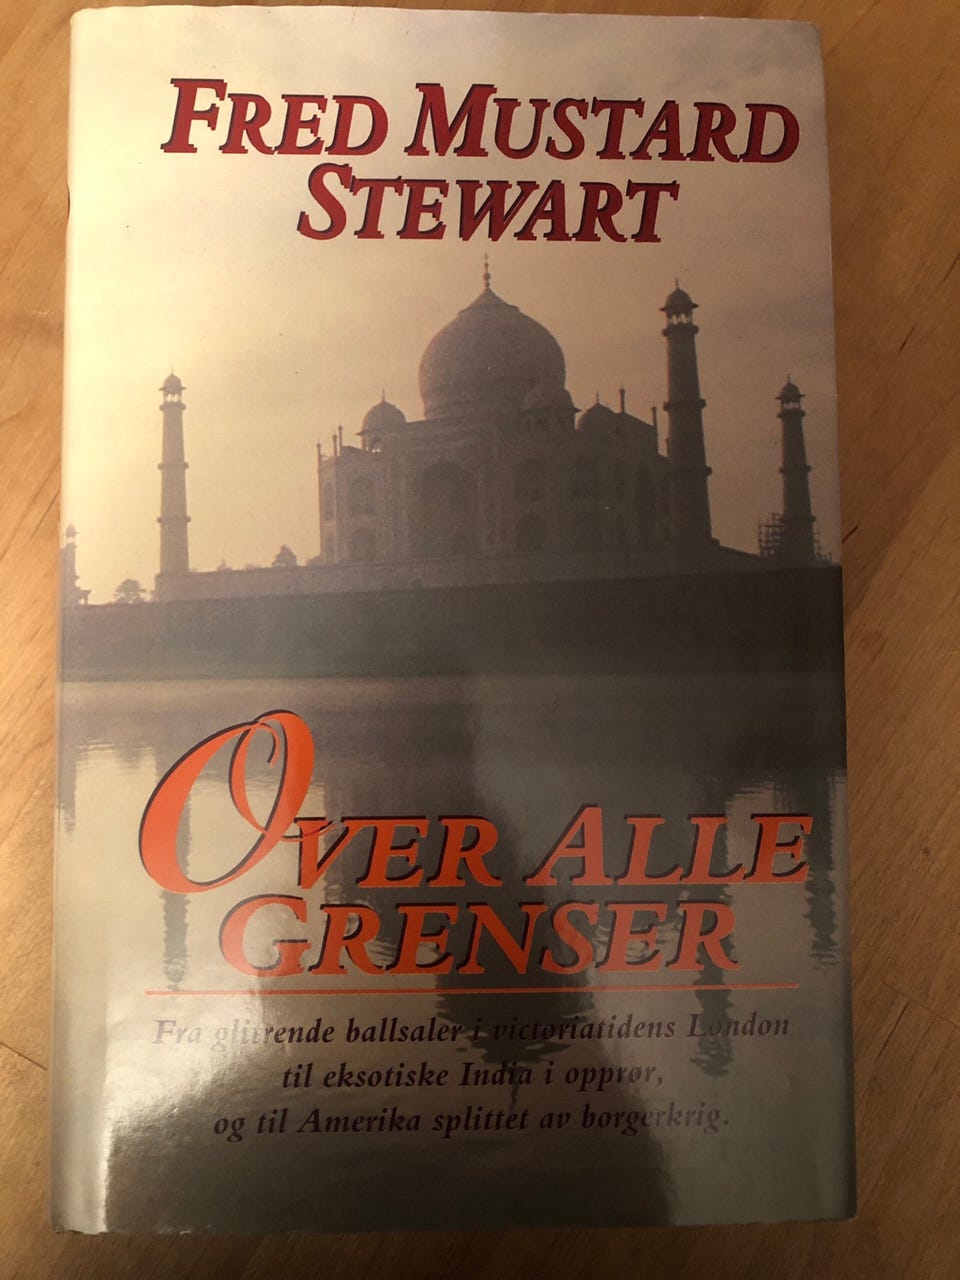 FRED MUSTARD
STEWART
OVER ALLE
GRENSER
Fra glitrende ballsaler i victoriatidens London
til eksotiske India i opprør,
og til Amerika splittet av borgerkrig.